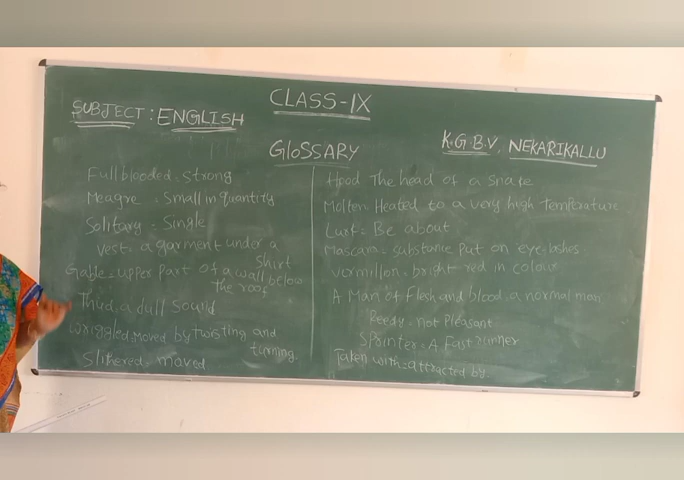 CLASS-IX
SUBJECT: ENGLISH
K.G.B.V, NEKARIKALLU
GLOSSARY
Full blooded = Strong
Meagre : Small in quantity
Solitary = Single
vest = a garment under a
shirt
Gable = upper part of a wall below
the roof
Thud = a dull Sound
Wriggled = moved by twisting and
turning
Slithered = moved
Hood The head of a snake
Molten Heated to a very high Temperature
Lurk = Be about
Mascara = substance put on eyelashes
vermillon = bright red in colour
A Man of Flesh and blood = a normal man
Reedy = not Pleasant
Sprinter = A Fast runner
Taken with = attracted by